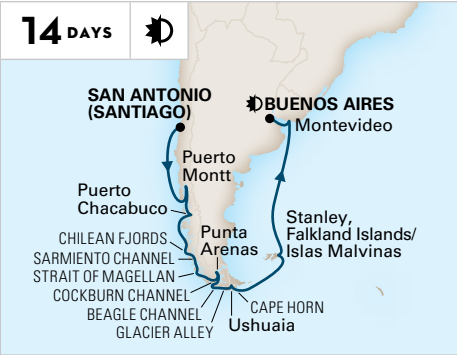 14 DAYS
SAN ANTONIO
(SANTIAGO)
BUENOS AIRES
Montevideo
Puerto
Montt
Puerto
Chacabuco
Punta
Arenas
Stanley,
Falkland Islands/
Islas Malvinas
CHILEAN FJORDS
SARMIENTO CHANNEL
STRAIT OF MAGELLAN
COCKBURN CHANNEL
BEAGLE CHANNEL
GLACIER ALLEY
CAPE HORN
Ushuaia